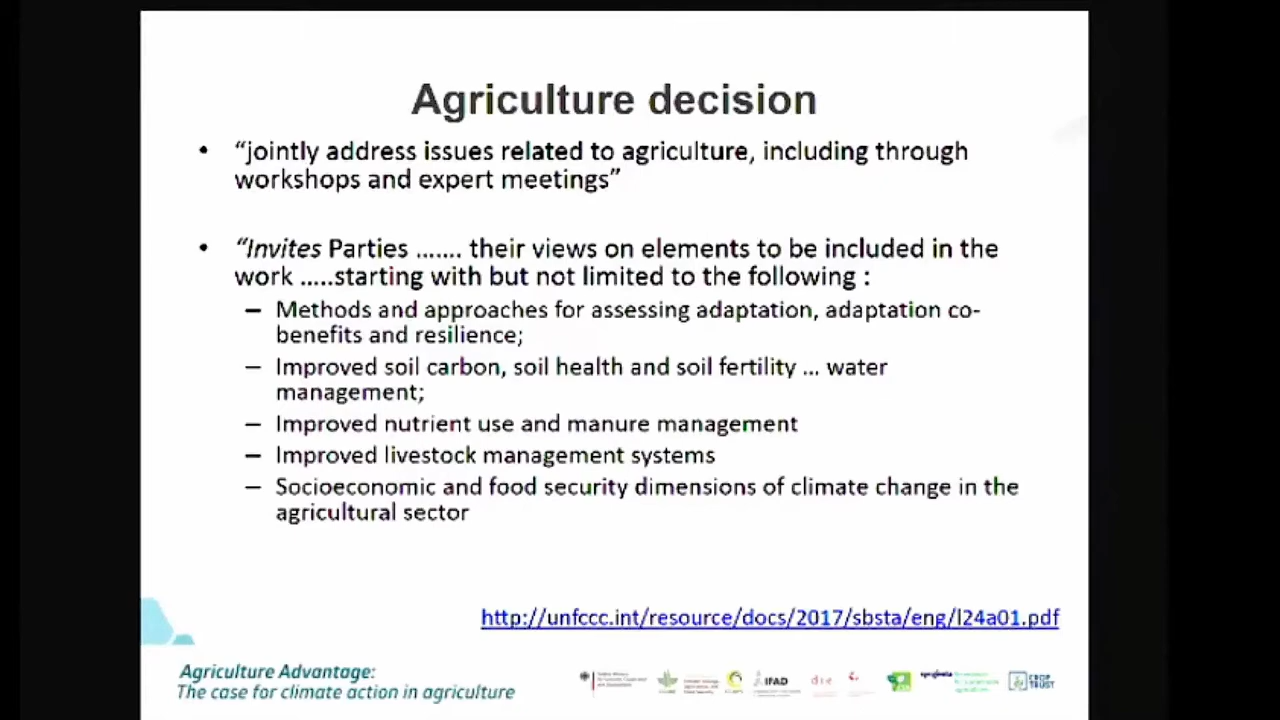 Agriculture decision
• “jointly address issues related to agriculture, including through
workshops and expert meetings”
• “Invites Parties ……. their views on elements to be included in the
work …..starting with but not limited to the following :
– Methods and approaches for assessing adaptation, adaptation co-
benefits and resilience;
– Improved soil carbon, soil health and soil fertility … water
management;
– Improved nutrient use and manure management
– Improved livestock management systems
– Socioeconomic and food security dimensions of climate change in the
agricultural sector
http://unfccc.int/resource/docs/2017/sbsta/eng/l24a01.pdf
Agriculture Advantage:
The case for climate action in agriculture
IFAD
die
syngenta
CROP
TRUST